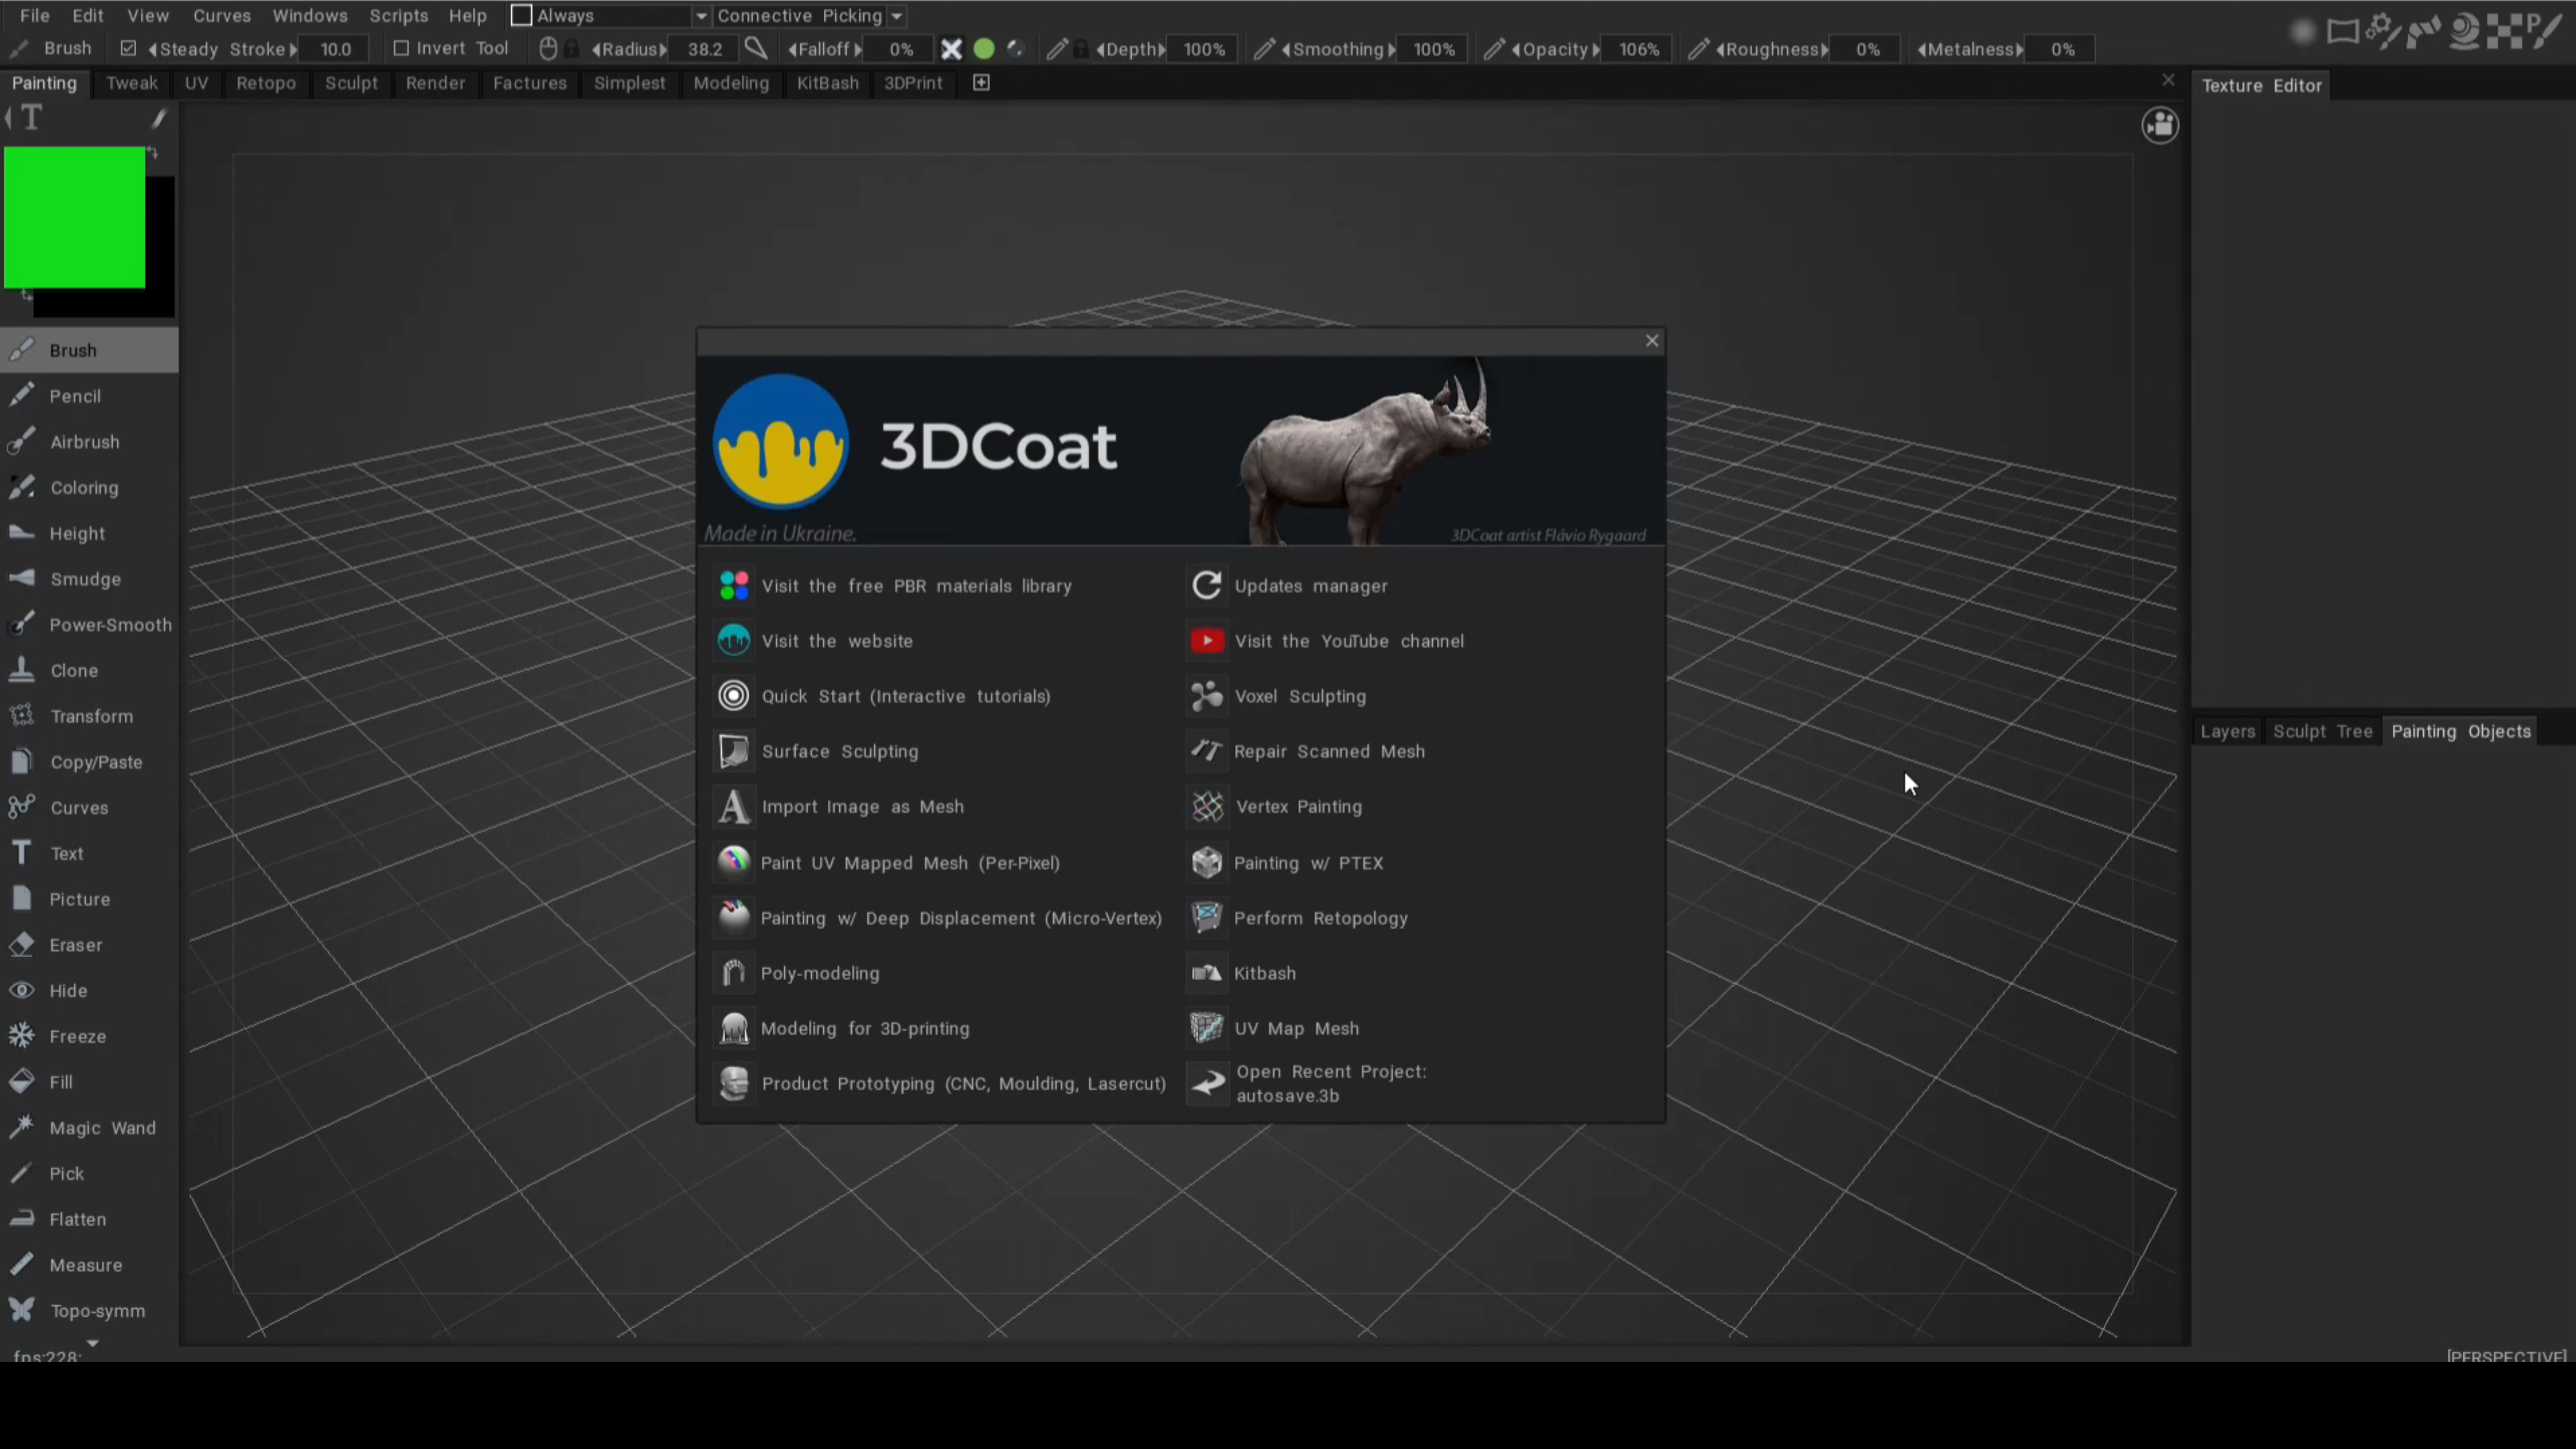 File Edit View Curves Windows Scripts Help Always Connective Picking
Brush Steady Stroke 10.0 Invert Tool Radius 38.2 Falloff 0% Depth 100% Smoothing 100% Opacity 106% Roughness 0% Metalness 0%
Painting Tweak UV Retopo Sculpt Render Factures Simplest Modeling KitBash 3DPrint
Texture Editor
T
Brush
Pencil
Airbrush
Coloring
Height
Smudge
Power-Smooth
Clone
Transform
Copy/Paste
Curves
Text
Picture
Eraser
Hide
Freeze
Fill
Magic Wand
Pick
Flatten
Measure
Topo-symm
fps:228;
3DCoat
Made in Ukraine.
3DCoat artist Flávio Rygaard
Visit the free PBR materials library
Updates manager
Visit the website
Visit the YouTube channel
Quick Start (Interactive tutorials)
Voxel Sculpting
Surface Sculpting
Repair Scanned Mesh
Import Image as Mesh
Vertex Painting
Paint UV Mapped Mesh (Per-Pixel)
Painting w/ PTEX
Painting w/ Deep Displacement (Micro-Vertex)
Perform Retopology
Poly-modeling
Kitbash
Modeling for 3D-printing
UV Map Mesh
Product Prototyping (CNC, Moulding, Lasercut)
Open Recent Project:
autosave.3b
Layers Sculpt Tree Painting Objects
[PERSPECTIVE]